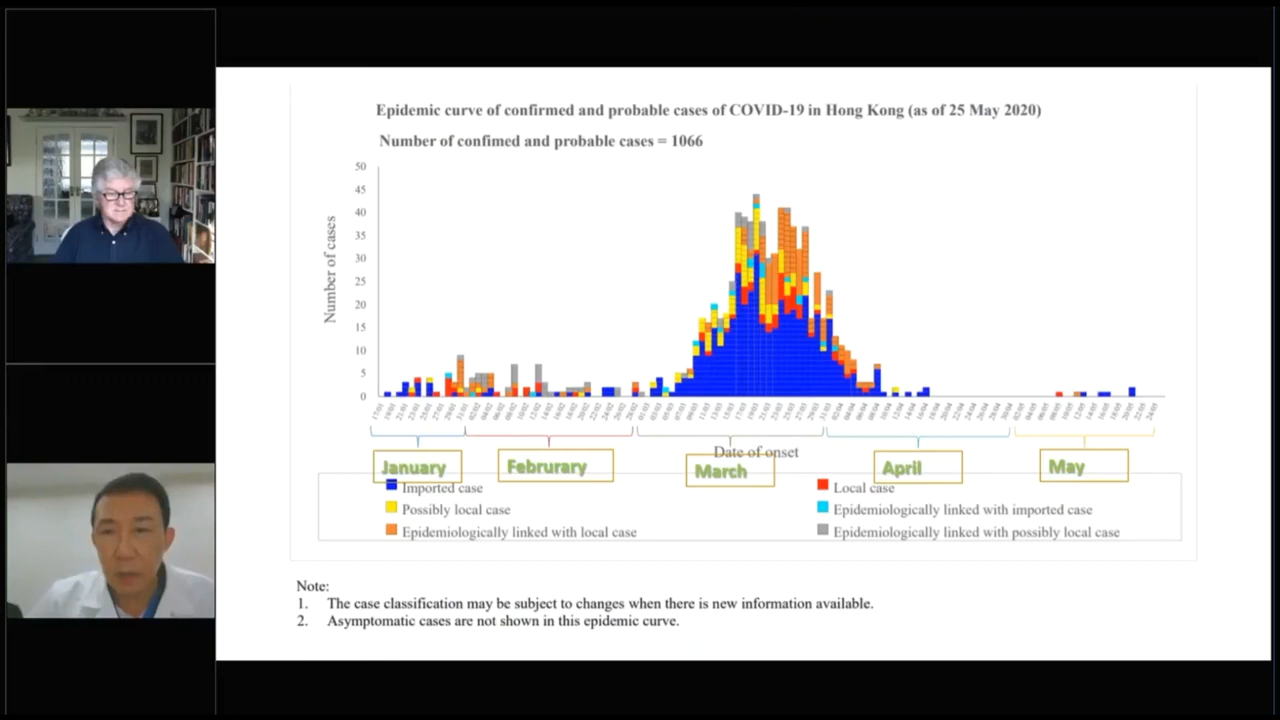 Epidemic curve of confirmed and probable cases of COVID-19 in Hong Kong (as of 25 May 2020)
Number of confimed and probable cases = 1066
50
45
40
35
30
25
20
15
10
5
0
Number of cases
Date of onset
January
Februrary
March
April
May
Imported case
Local case
Possibly local case
Epidemiologically linked with imported case
Epidemiologically linked with local case
Epidemiologically linked with possibly local case
Note:
1. The case classification may be subject to changes when there is new information available.
2. Asymptomatic cases are not shown in this epidemic curve.